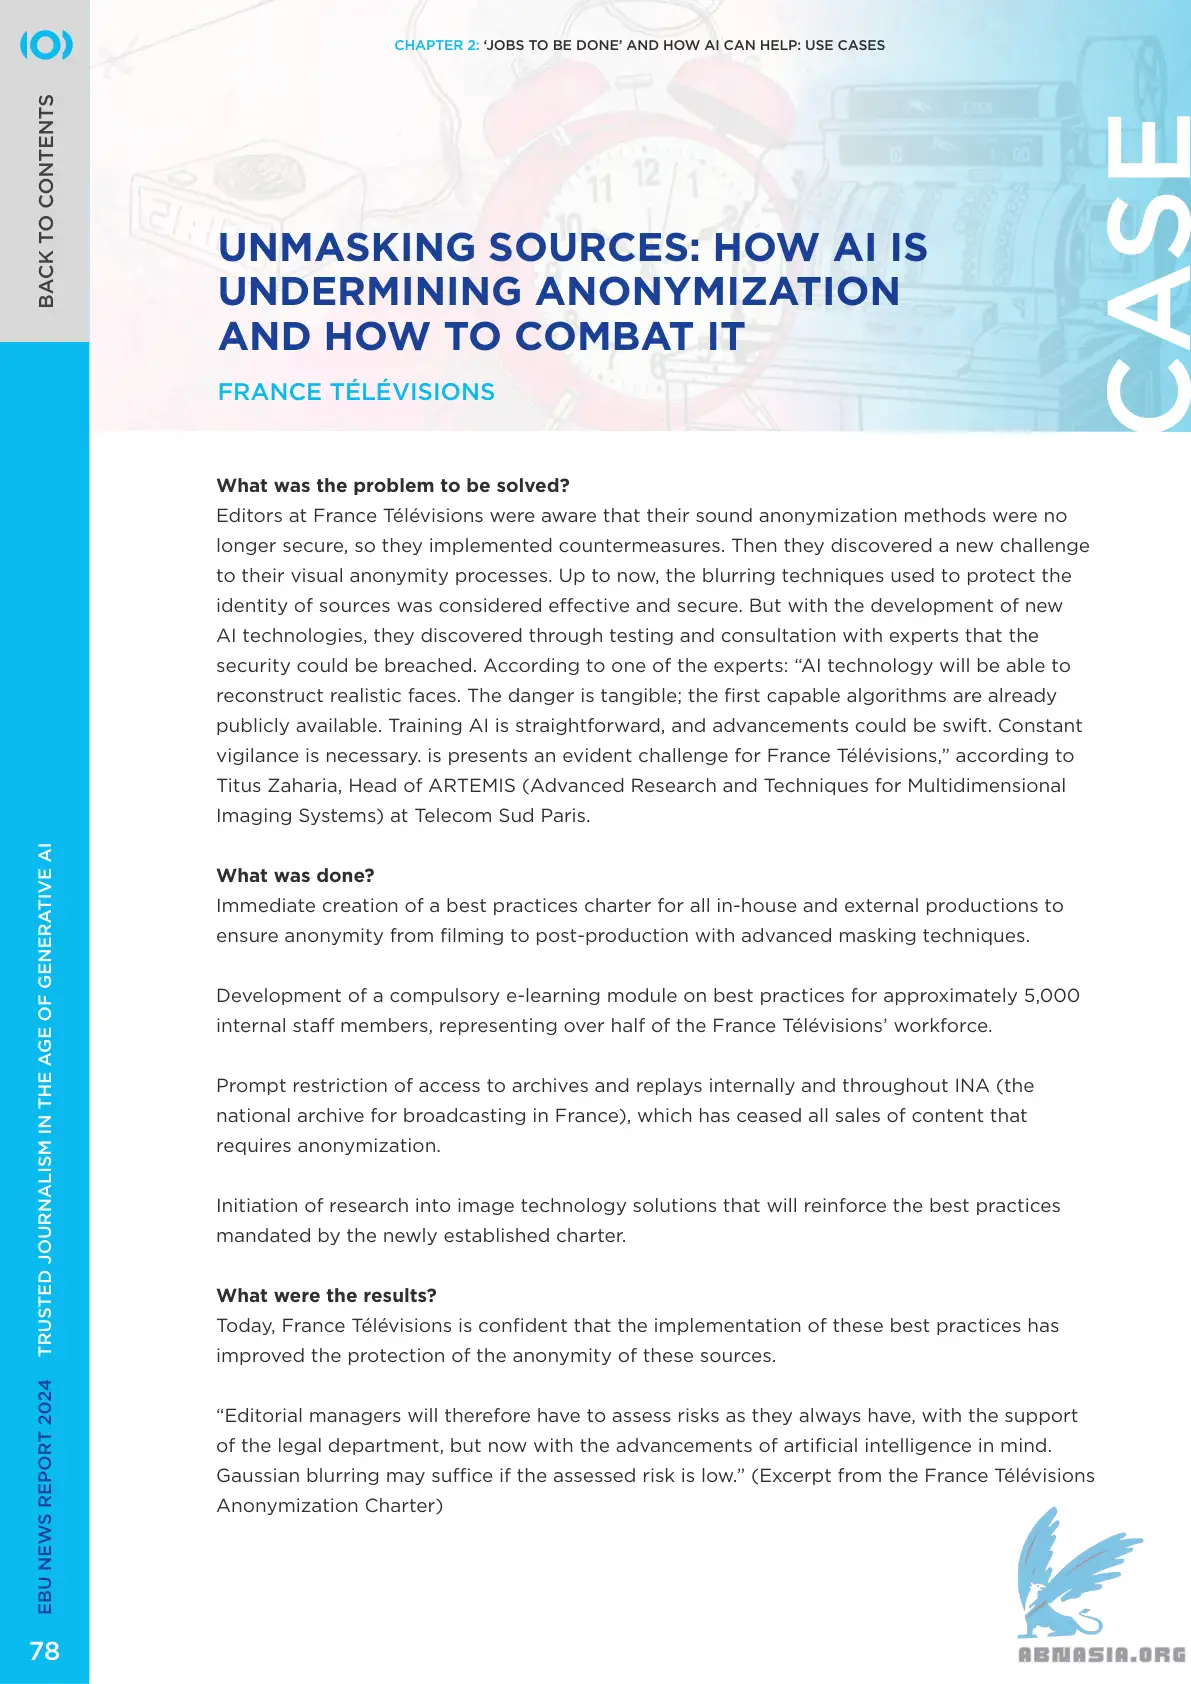 CHAPTER 2: ‘JOBS TO BE DONE’ AND HOW AI CAN HELP: USE CASES
BACK TO CONTENTS
CASE
UNMASKING SOURCES: HOW AI IS
UNDERMINING ANONYMIZATION
AND HOW TO COMBAT IT
FRANCE TÉLÉVISIONS
What was the problem to be solved?
Editors at France Télévisions were aware that their sound anonymization methods were no
longer secure, so they implemented countermeasures. Then they discovered a new challenge
to their visual anonymity processes. Up to now, the blurring techniques used to protect the
identity of sources was considered effective and secure. But with the development of new
AI technologies, they discovered through testing and consultation with experts that the
security could be breached. According to one of the experts: “AI technology will be able to
reconstruct realistic faces. The danger is tangible; the first capable algorithms are already
publicly available. Training AI is straightforward, and advancements could be swift. Constant
vigilance is necessary. is presents an evident challenge for France Télévisions,” according to
Titus Zaharia, Head of ARTEMIS (Advanced Research and Techniques for Multidimensional
Imaging Systems) at Telecom Sud Paris.
What was done?
Immediate creation of a best practices charter for all in-house and external productions to
ensure anonymity from filming to post-production with advanced masking techniques.
Development of a compulsory e-learning module on best practices for approximately 5,000
internal staff members, representing over half of the France Télévisions’ workforce.
Prompt restriction of access to archives and replays internally and throughout INA (the
national archive for broadcasting in France), which has ceased all sales of content that
requires anonymization.
Initiation of research into image technology solutions that will reinforce the best practices
mandated by the newly established charter.
What were the results?
Today, France Télévisions is confident that the implementation of these best practices has
improved the protection of the anonymity of these sources.
“Editorial managers will therefore have to assess risks as they always have, with the support
of the legal department, but now with the advancements of artificial intelligence in mind.
Gaussian blurring may suffice if the assessed risk is low.” (Excerpt from the France Télévisions
Anonymization Charter)
EBU NEWS REPORT 2024 TRUSTED JOURNALISM IN THE AGE OF GENERATIVE AI
78
ABNASIA.ORG